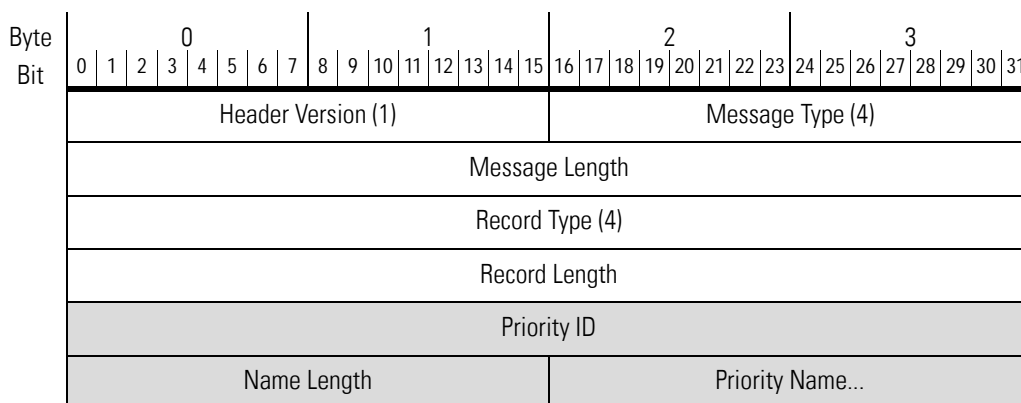 Byte 0 1 2 3
Bit 0 1 2 3 4 5 6 7 8 9 10 11 12 13 14 15 16 17 18 19 20 21 22 23 24 25 26 27 28 29 30 31
Header Version (1) Message Type (4)
Message Length
Record Type (4)
Record Length
Priority ID
Name Length Priority Name...